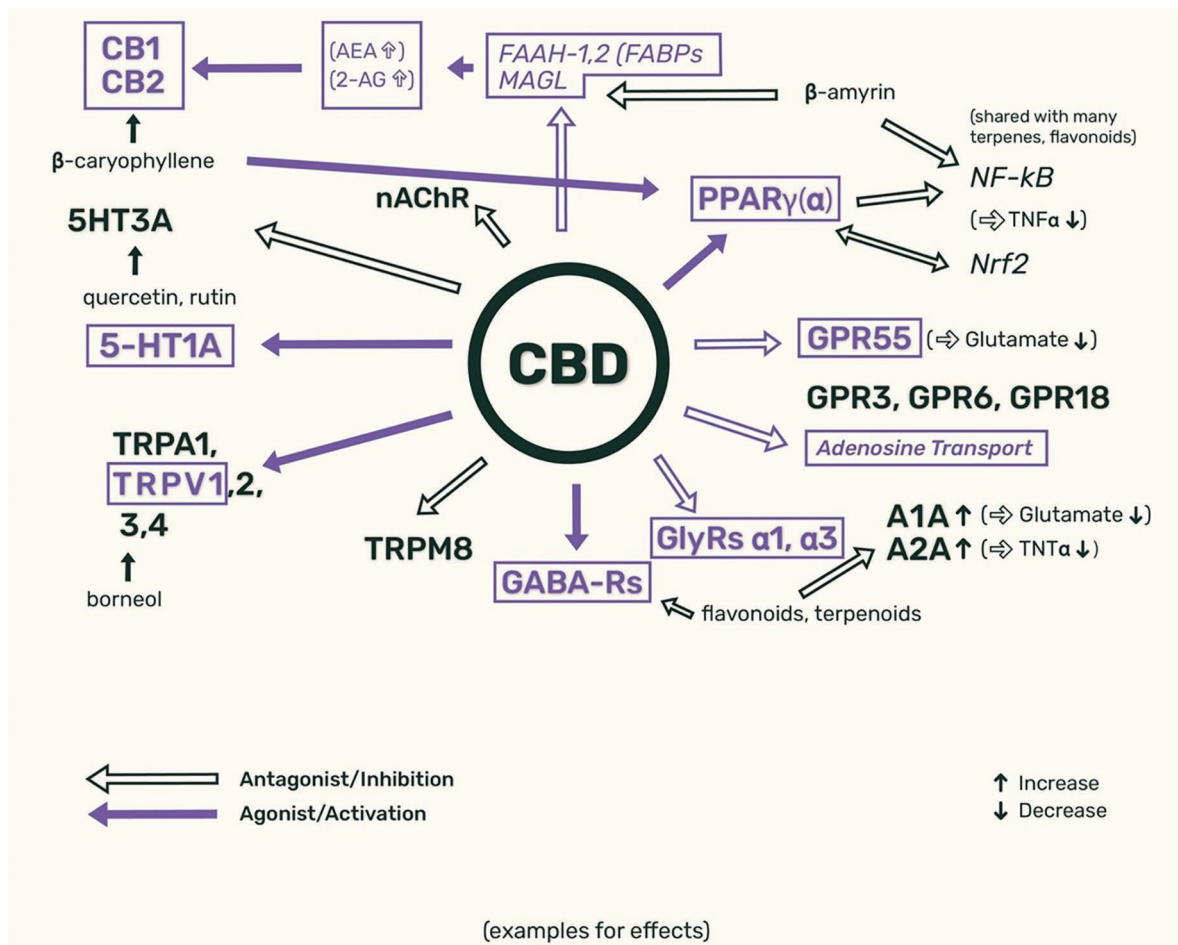 CB1
CB2
(AEA ⇧)
(2-AG ⇧)
FAAH-1,2 (FABPs
MAGL
β-amyrin
(shared with many
terpenes, flavonoids)
β-caryophyllene
NF-kB
nAChR
PPARγ(α)
5HT3A
(⇨ TNFα ↓)
Nrf2
quercetin, rutin
5-HT1A
CBD
GPR55 (⇨ Glutamate ↓)
GPR3, GPR6, GPR18
Adenosine Transport
TRPA1,
TRPV1,2,
3,4
TRPM8
GlyRs α1, α3
A1A ↑ (⇨ Glutamate ↓)
A2A ↑ (⇨ TNTα ↓)
GABA-Rs
borneol
flavonoids, terpenoids
Antagonist/Inhibition
Agonist/Activation
↑ Increase
↓ Decrease
(examples for effects)